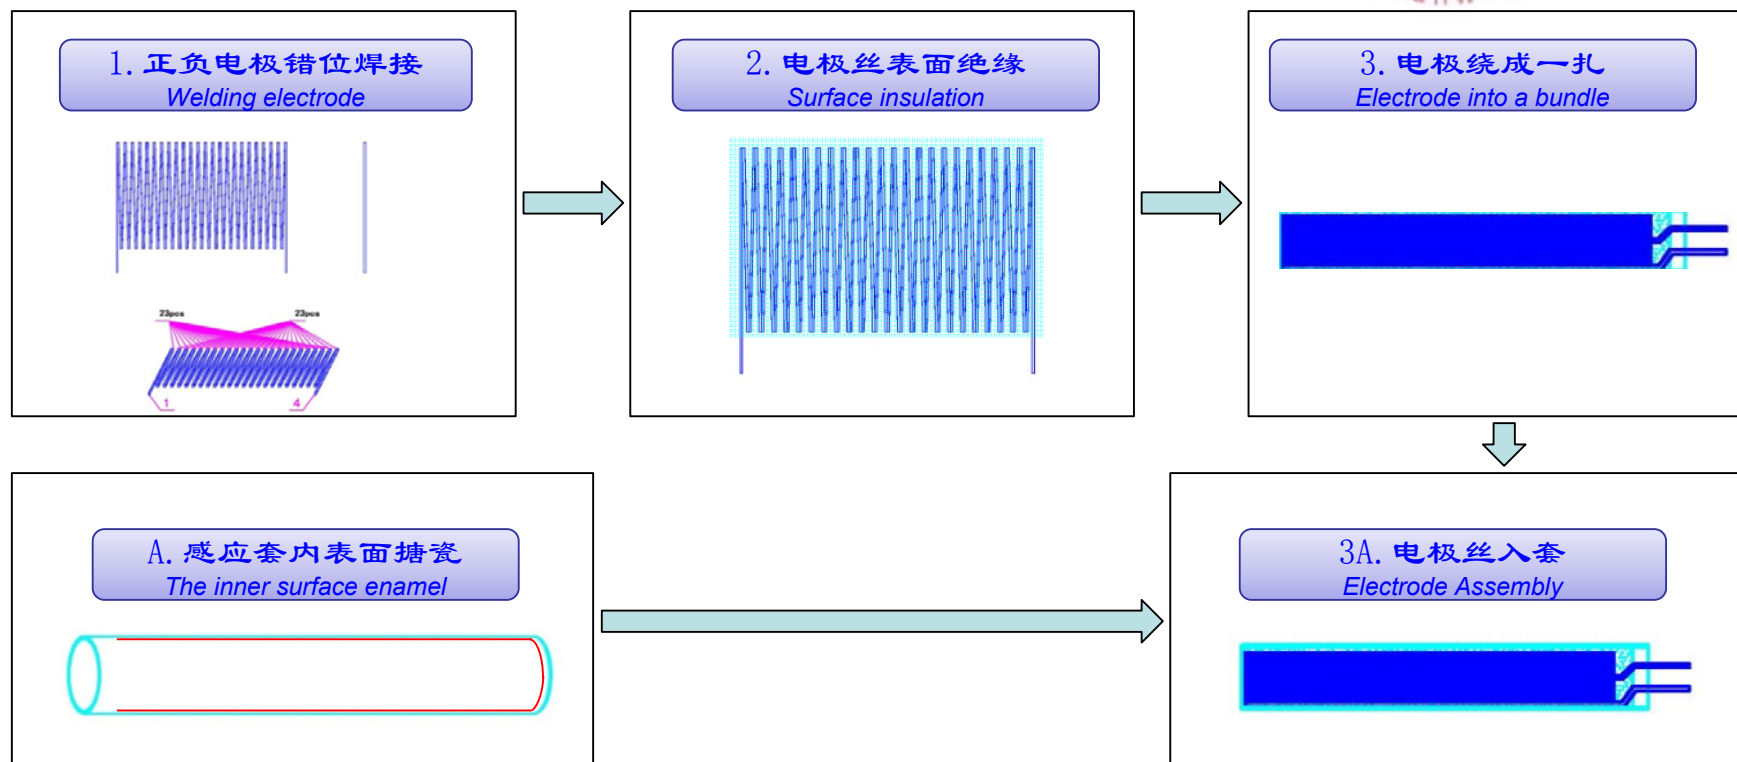 1. 正负电极错位焊接
Welding electrode
23pcs
23pcs
1
4
2. 电极丝表面绝缘
Surface insulation
3. 电极绕成一扎
Electrode into a bundle
A. 感应套内表面搪瓷
The inner surface enamel
3A. 电极丝入套
Electrode Assembly